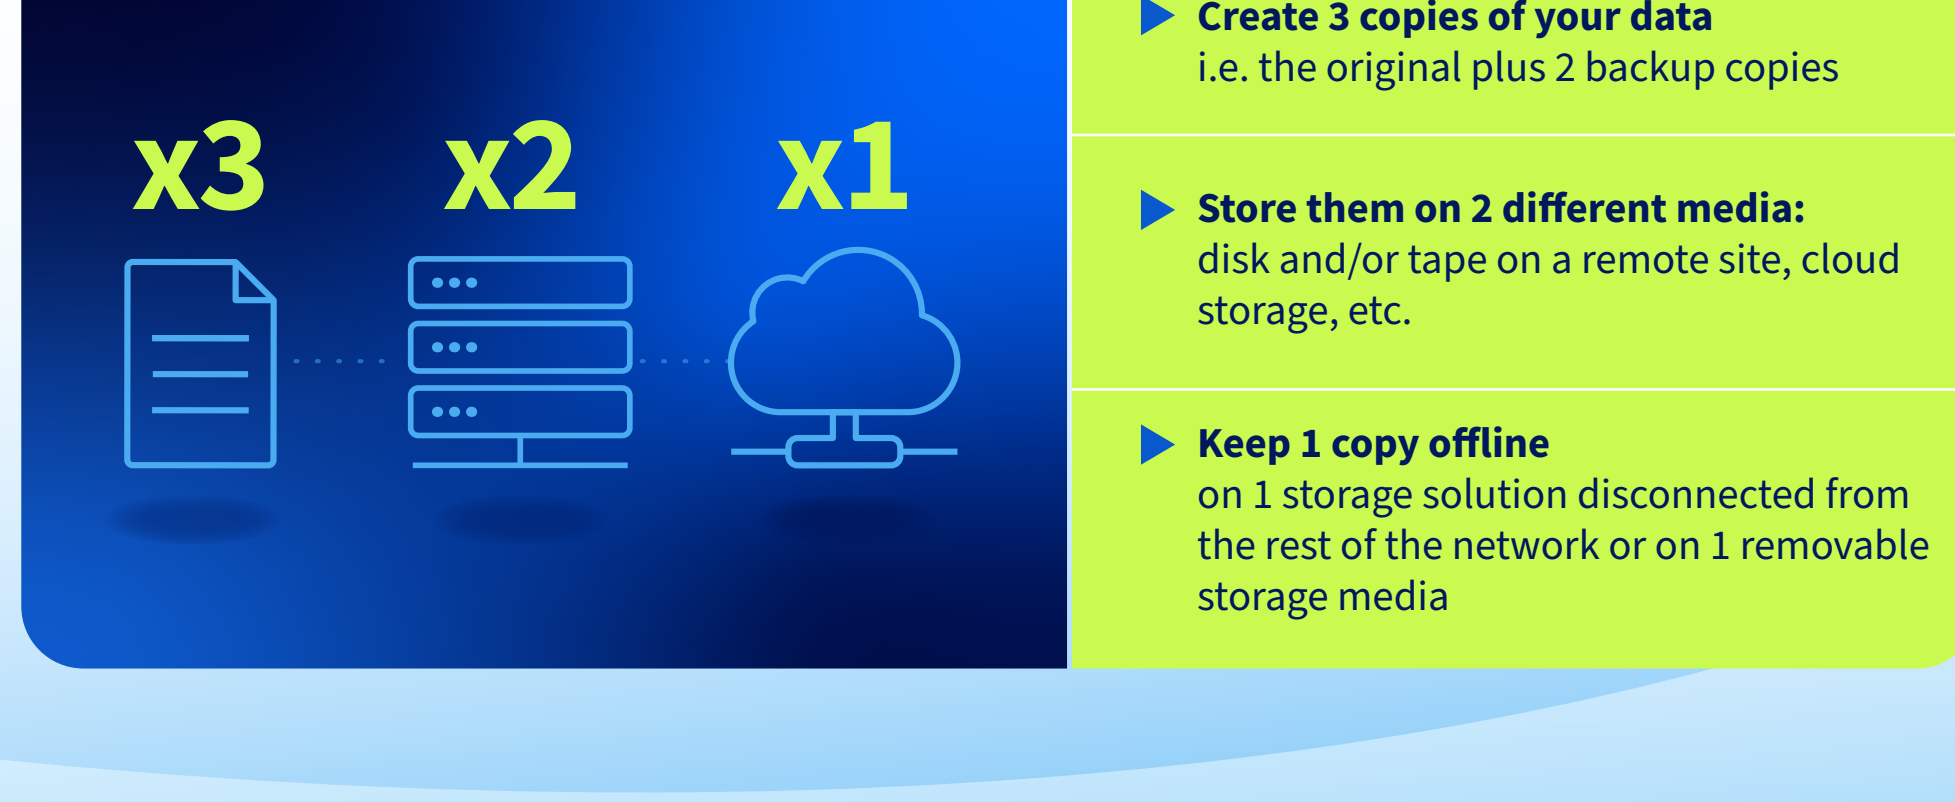 x3 x2 x1
Create 3 copies of your data
i.e. the original plus 2 backup copies
Store them on 2 different media:
disk and/or tape on a remote site, cloud
storage, etc.
Keep 1 copy offline
on 1 storage solution disconnected from
the rest of the network or on 1 removable
storage media